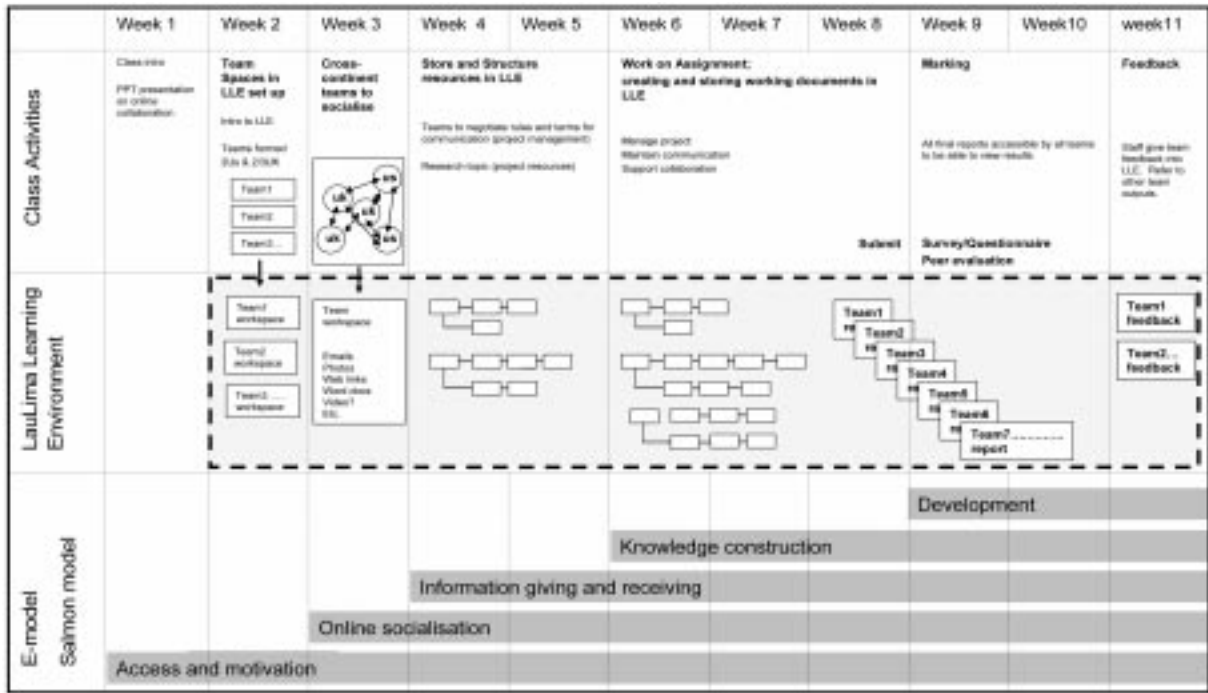 Week 1 Week 2 Week 3 Week 4 Week 5 Week 6 Week 7 Week 8 Week 9 Week10 week11
Class Activities
Class intro
PPT presentation
on online
collaboration
Team
Spaces in
LLE set up
Intro to LLE
Teams formed
Team1
Team2
Team3...
Cross-
continent
teams to
socialise
uk
us
us
uk
us
Store and Structure
resources in LLE
Teams to negotiate rules and terms for
communication (project management)
Research topic (project resources)
Work on Assignment;
creating and storing working documents in
LLE
Manage project
Maintain communication
Support collaboration
Submit
Marking
All final reports accessible by all teams
to be able to view results
Survey/Questionnaire
Peer evaluation
Feedback
Staff give team
feedback into
LLE. Refer to
other team
outputs.
LauLima Learning
Environment
Team1
workspace
Team2
workspace
Team3 .....
workspace
Team
workspace
Emails
Photos
Web links
Word docs
Video?
Team1
Team2
Team3
Team4
Team5
Team6
Team7
report
Team1
feedback
Team2...
feedback
E-model
Salmon model
Development
Knowledge construction
Information giving and receiving
Online socialisation
Access and motivation